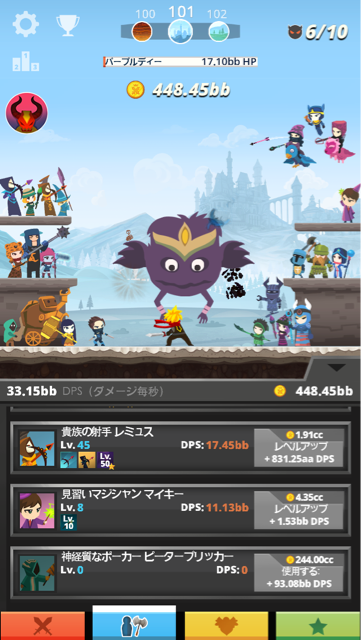 100 101 102
6/10
パープルディー 17.10bb HP
448.45bb
2 1 3
33.15bb DPS（ダメージ毎秒） 448.45bb
貴族の射手 レミュス
Lv. 45 DPS: 17.45bb
Lv. 50
1.91cc
レベルアップ
+ 831.25aa DPS
見習いマジシャン マイキー
Lv. 8 DPS: 11.13bb
Lv. 10
4.35cc
レベルアップ
+ 1.53bb DPS
神経質なポーカー ピータープリッカー
Lv. 0 DPS: 0
244.00cc
使用する:
+ 93.08bb DPS